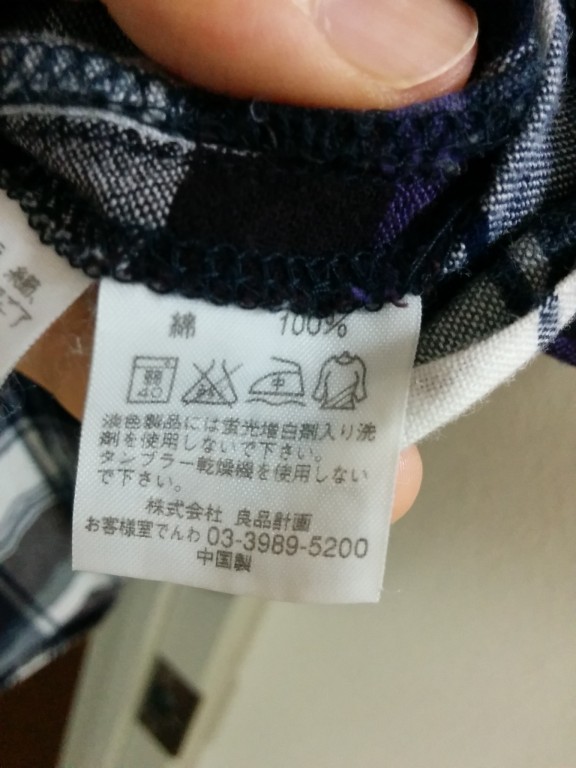 綿 100%
弱
40
中
淡色製品には蛍光増白剤入り洗
剤を使用しないで下さい。
タンブラー乾燥機を使用しない
で下さい。
株式会社 良品計画
お客様室でんわ 03-3989-5200
中国製